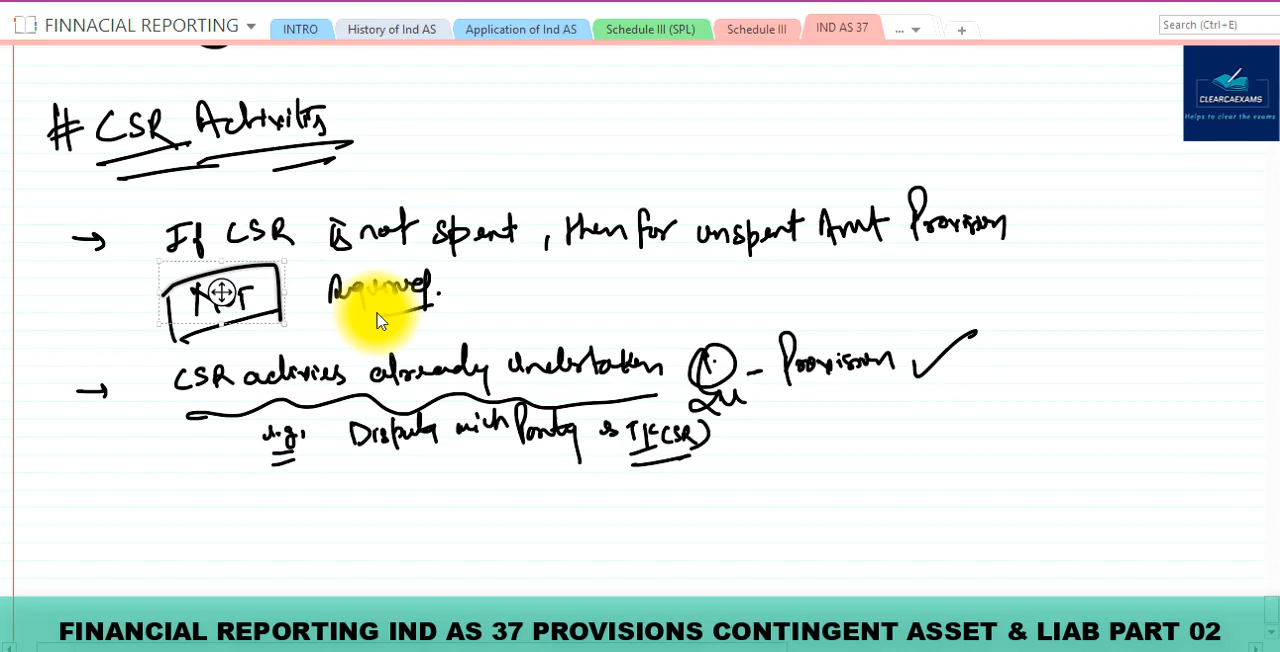 FINNACIAL REPORTING
INTRO
History of Ind AS
Application of Ind AS
Schedule III (SPL)
Schedule III
IND AS 37
...
Search (Ctrl+E)
CLEARCAEXAMS
Helps to clear the exams
# CSR Activities
→ If CSR is not spent, then for unspent Amt Provision
Not Required.
→ CSR activies already undertaken - Provision ✓
e.g. Dispute with Party is (CSR)
FINANCIAL REPORTING IND AS 37 PROVISIONS CONTINGENT ASSET & LIAB PART 02